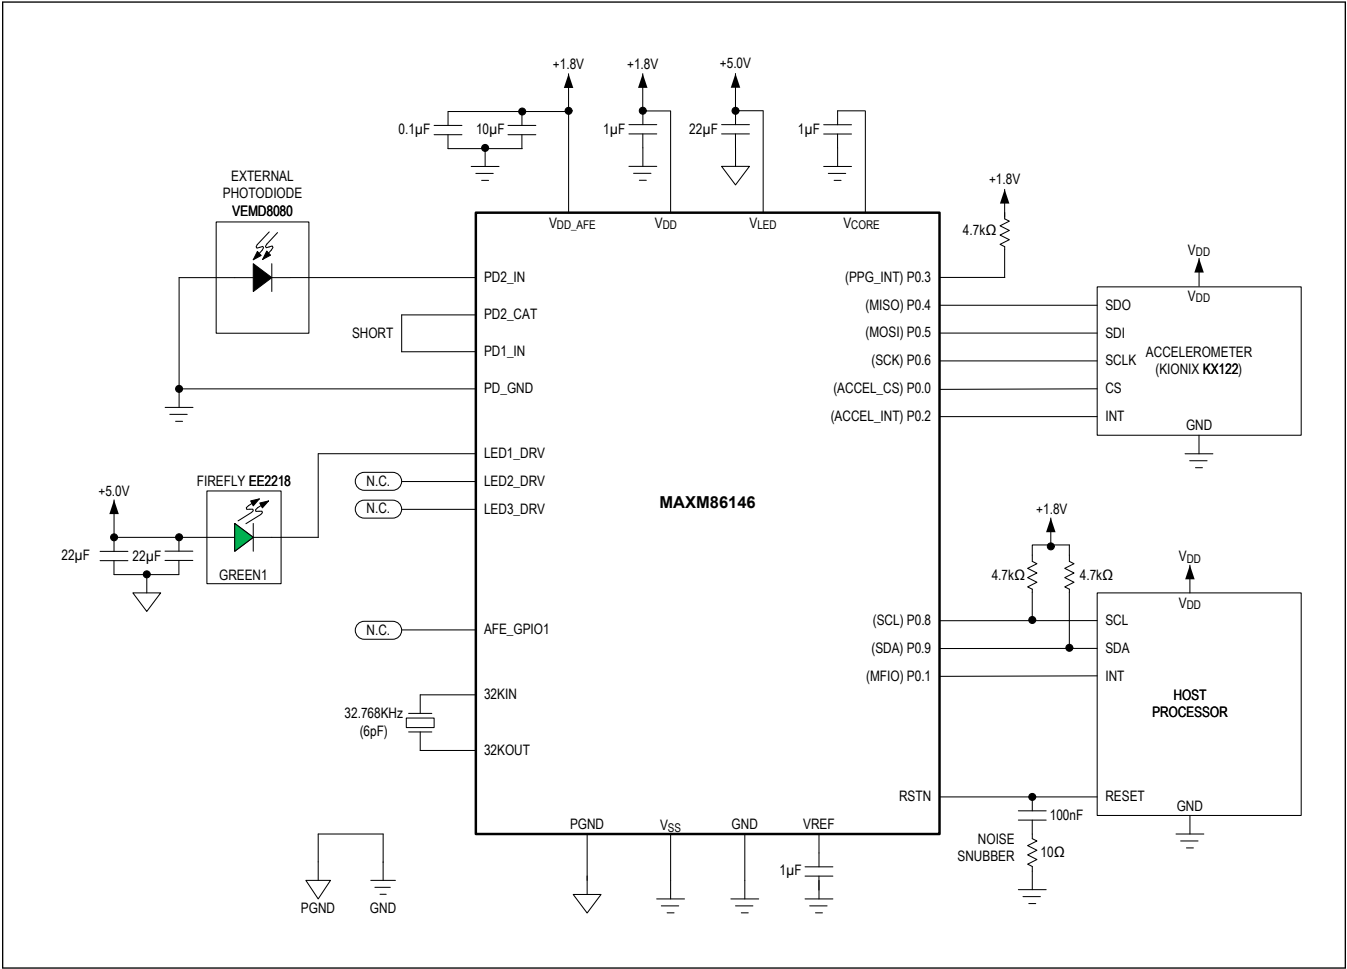 +1.8V
+1.8V
+5.0V
0.1µF
10µF
1µF
22µF
1µF
EXTERNAL
PHOTODIODE
VEMD8080
+1.8V
4.7kΩ
VDD_AFE
VDD
VLED
VCORE
PD2_IN
PD2_CAT
SHORT
PD1_IN
PD_GND
LED1_DRV
N.C.
LED2_DRV
N.C.
LED3_DRV
FIREFLY EE2218
+5.0V
22µF
22µF
GREEN1
N.C.
AFE_GPIO1
32KIN
32.768KHz
(6pF)
32KOUT
MAXM86146
(PPG_INT) P0.3
(MISO) P0.4
(MOSI) P0.5
(SCK) P0.6
(ACCEL_CS) P0.0
(ACCEL_INT) P0.2
VDD
VDD
SDO
SDI
SCLK
CS
INT
ACCELEROMETER
(KIONIX KX122)
GND
+1.8V
4.7kΩ
4.7kΩ
(SCL) P0.8
(SDA) P0.9
(MFIO) P0.1
VDD
VDD
SCL
SDA
INT
HOST
PROCESSOR
RSTN
RESET
GND
100nF
NOISE
SNUBBER
10Ω
PGND
VSS
GND
VREF
1µF
PGND
GND